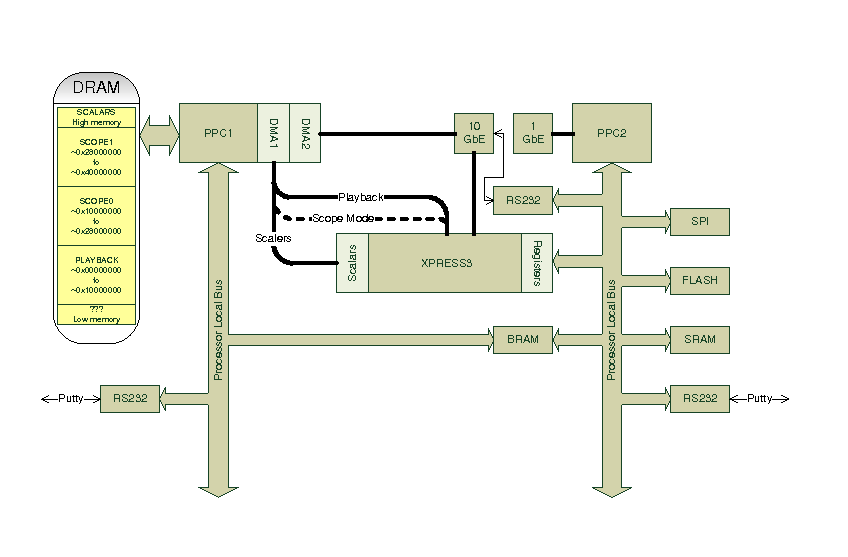 DRAM
SCALARS
High memory
SCOPE1
~0x28000000
to
~0x40000000
SCOPE0
~0x10000000
to
~0x28000000
PLAYBACK
~0x00000000
to
~0x10000000
???
Low memory
PPC1
DMA1
DMA2
10
GbE
1
GbE
PPC2
Playback
Scope Mode
Scalers
RS232
SPI
Scalars
XPRESS3
Registers
FLASH
Processor Local Bus
Processor Local Bus
BRAM
SRAM
Putty
RS232
RS232
Putty